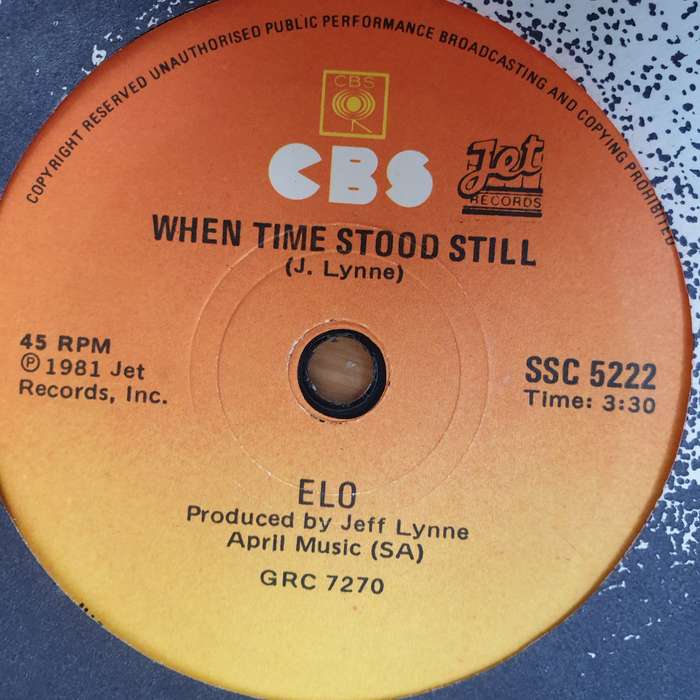 COPYRIGHT RESERVED UNAUTHORISED PUBLIC PERFORMANCE BROADCASTING AND COPYING PROHIBITED
CBS
CBS
Jet
RECORDS
WHEN TIME STOOD STILL
(J. Lynne)
45 RPM
℗ 1981 Jet
Records, Inc.
SSC 5222
Time: 3:30
ELO
Produced by Jeff Lynne
April Music (SA)
GRC 7270